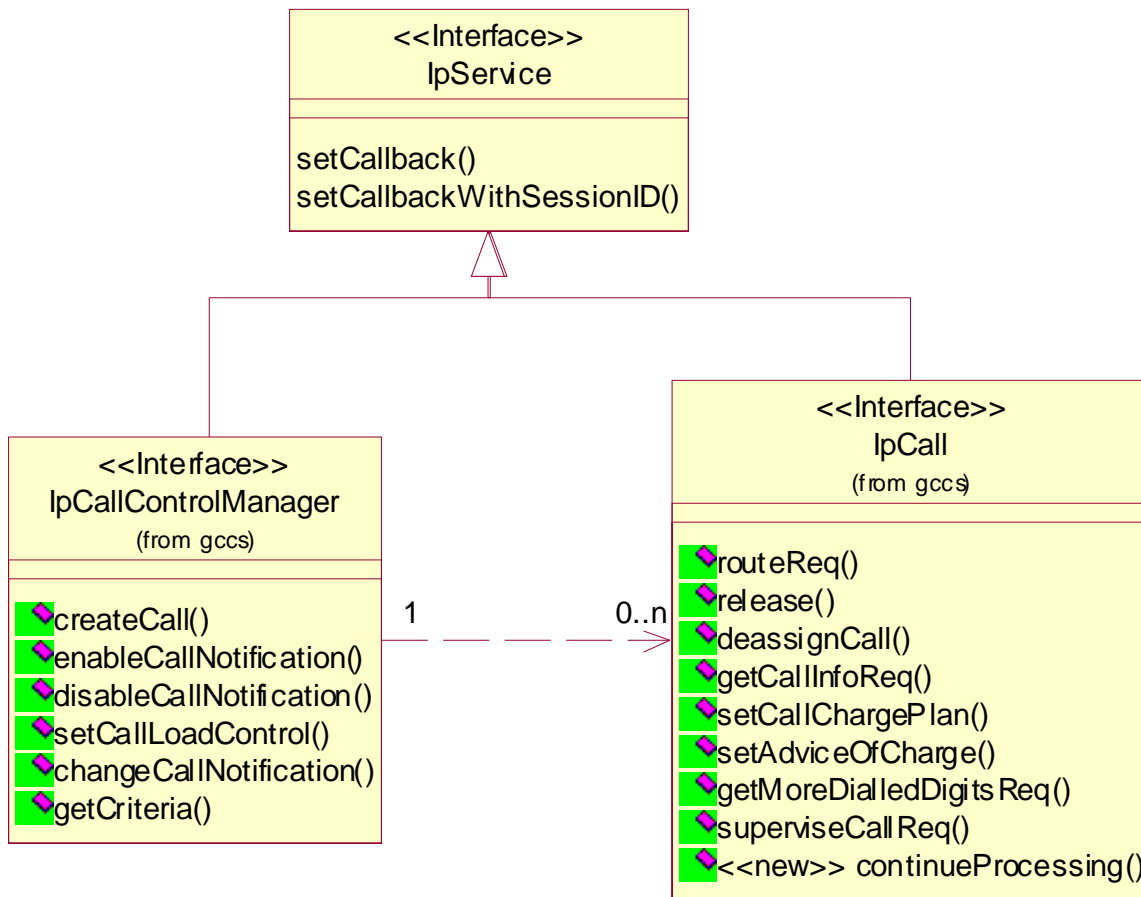 <<Interface>>
IpService
setCallback()
setCallbackWithSessionID()
<<Interface>>
IpCallControlManager
(from gccs)
createCall()
enableCallNotification()
disableCallNotification()
setCallLoadControl()
changeCallNotification()
getCriteria()
1
0..n
<<Interface>>
IpCall
(from gccs)
routeReq()
release()
deassignCall()
getCallInfoReq()
setCallChargePlan()
setAdviceOfCharge()
getMoreDialledDigitsReq()
superviseCallReq()
<<new>> continueProcessing()